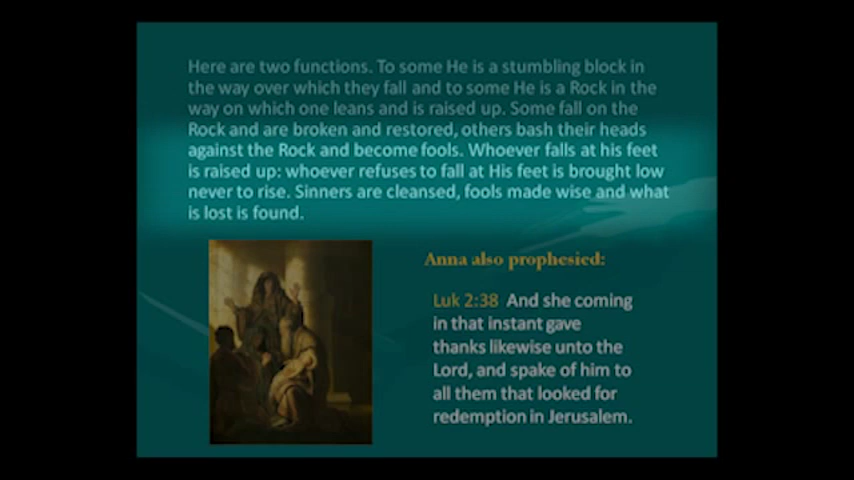 Here are two functions. To some He is a stumbling block in
the way over which they fall and to some He is a Rock in the
way on which one leans and is raised up. Some fall on the
Rock and are broken and restored, others bash their heads
against the Rock and become fools. Whoever falls at his feet
is raised up: whoever refuses to fall at His feet is brought low
never to rise. Sinners are cleansed, fools made wise and what
is lost is found.
Anna also prophesied:
Luk 2:38 And she coming
in that instant gave
thanks likewise unto the
Lord, and spake of him to
all them that looked for
redemption in Jerusalem.